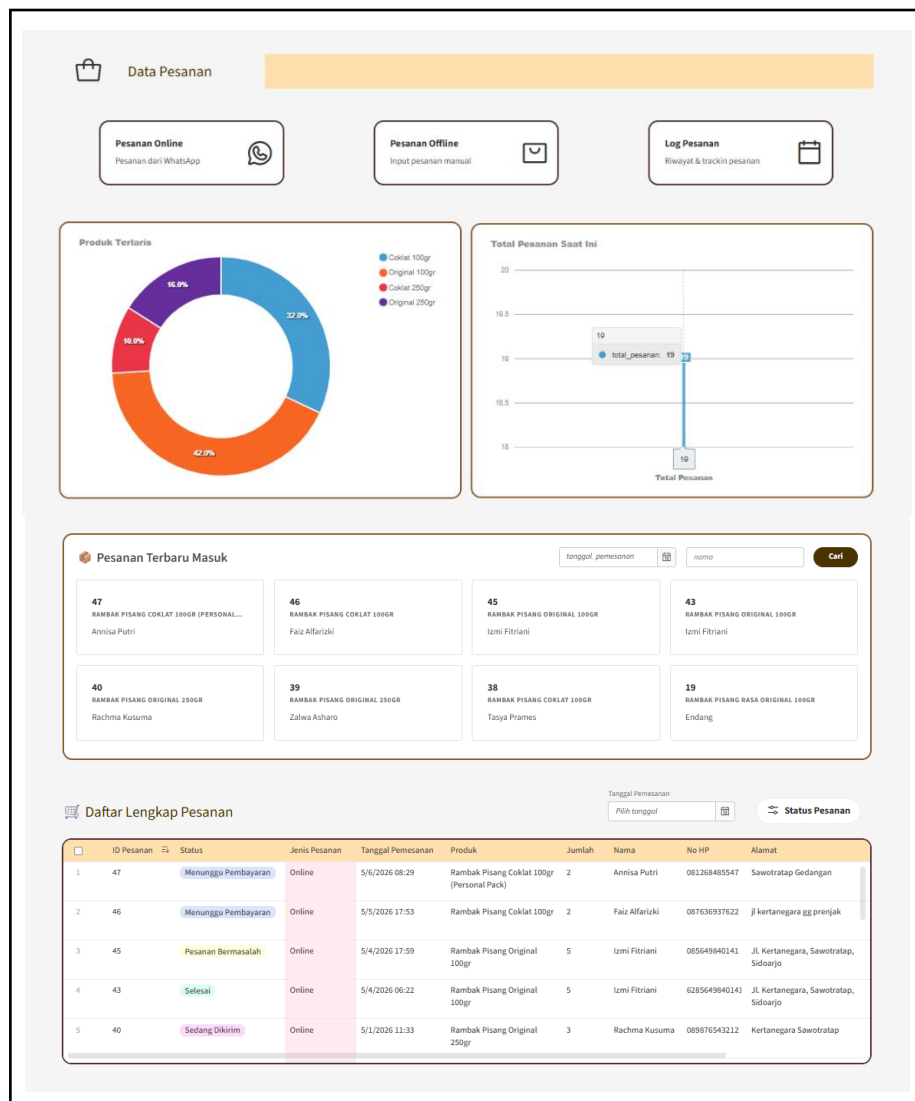 Data Pesanan
Pesanan Online
Pesanan dari WhatsApp
Pesanan Offline
Input pesanan manual
Log Pesanan
Riwayat & trackin pesanan
Produk Terlaris
Coklat 100gr
Original 100gr
Coklat 250gr
Original 250gr
16.0%
32.0%
10.0%
42.0%
Total Pesanan Saat Ini
20
19.5
19
total_pesanan: 19
19
19
18.5
18
19
Total Pesanan
Pesanan Terbaru Masuk
tanggal_pemesanan
nama
Cari
47
RAMBAK PISANG COKLAT 100GR (PERSONAL...
Annisa Putri
46
RAMBAK PISANG COKLAT 100GR
Faiz Alfarizki
45
RAMBAK PISANG ORIGINAL 100GR
Izmi Fitriani
43
RAMBAK PISANG ORIGINAL 100GR
Izmi Fitriani
40
RAMBAK PISANG ORIGINAL 250GR
Rachma Kusuma
39
RAMBAK PISANG ORIGINAL 250GR
Zalwa Asharo
38
RAMBAK PISANG COKLAT 100GR
Tasya Prames
19
RAMBAK PISANG RASA ORIGINAL 100GR
Endang
Daftar Lengkap Pesanan
Tanggal Pemesanan
Pilih tanggal
Status Pesanan
ID Pesanan Status Jenis Pesanan Tanggal Pemesanan Produk Jumlah Nama No HP Alamat
1 47 Menunggu Pembayaran Online 5/6/2026 08:29 Rambak Pisang Coklat 100gr 2 Annisa Putri 081268485547 Sawotratap Gedangan
(Personal Pack)
2 46 Menunggu Pembayaran Online 5/5/2026 17:53 Rambak Pisang Coklat 100gr 2 Faiz Alfarizki 087636937622 jl kertanegara gg prenjak
3 45 Pesanan Bermasalah Online 5/4/2026 17:59 Rambak Pisang Original 5 Izmi Fitriani 085649840141 Jl. Kertanegara, Sawotratap,
100gr Sidoarjo
4 43 Selesai Online 5/4/2026 06:22 Rambak Pisang Original 5 Izmi Fitriani 6285649840141 Jl. Kertanegara, Sawotratap,
100gr Sidoarjo
5 40 Sedang Dikirim Online 5/1/2026 11:33 Rambak Pisang Original 3 Rachma Kusuma 089876543212 Kertanegara Sawotratap
250gr